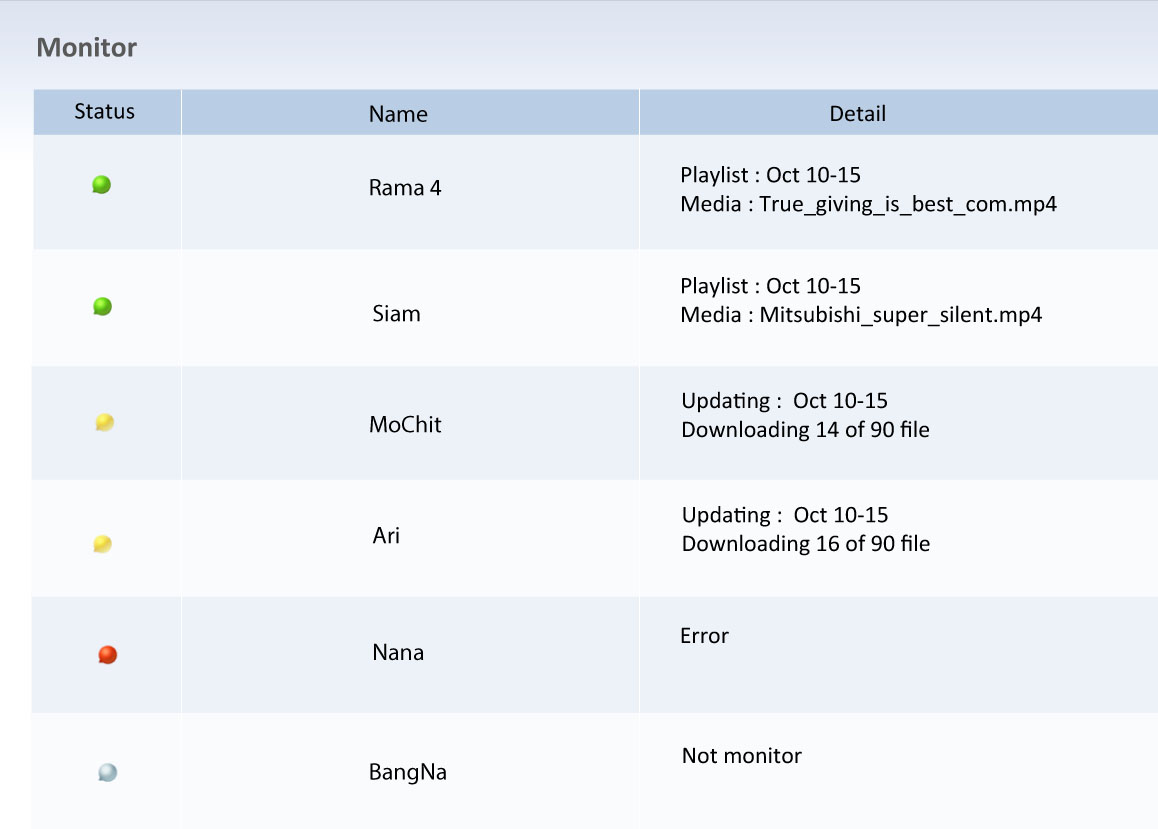 Monitor
Status Name Detail
Rama 4
Playlist : Oct 10-15
Media : True_giving_is_best_com.mp4
Siam
Playlist : Oct 10-15
Media : Mitsubishi_super_silent.mp4
MoChit
Updating :  Oct 10-15
Downloading 14 of 90 file
Ari
Updating :  Oct 10-15
Downloading 16 of 90 file
Nana
Error
BangNa
Not monitor